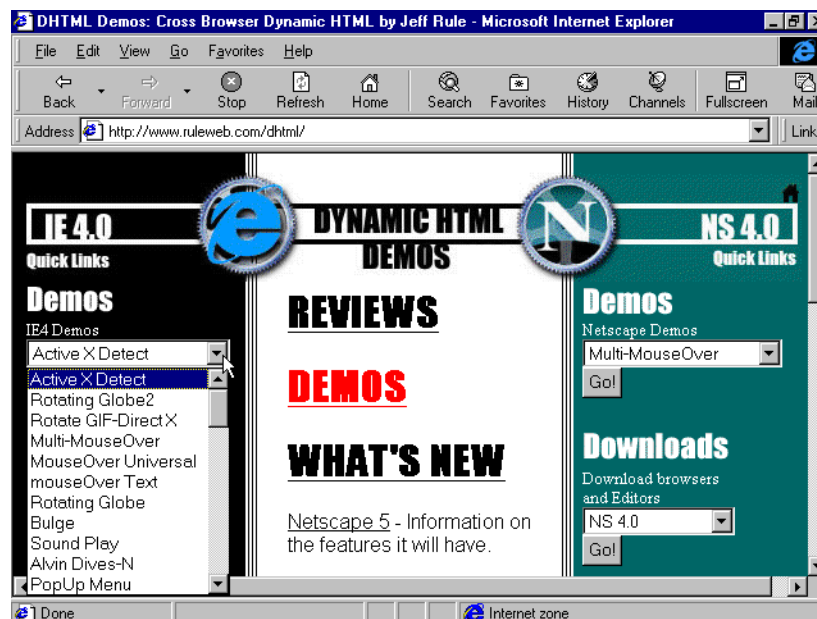 DHTML Demos: Cross Browser Dynamic HTML by Jeff Rule - Microsoft Internet Explorer
File Edit View Go Favorites Help
Back Forward Stop Refresh Home Search Favorites History Channels Fullscreen Mail
Address http://www.ruleweb.com/dhtml/ Link
IE 4.0
Quick Links
Demos
IE4 Demos
Active X Detect
Active X Detect
Rotating Globe2
Rotate GIF-Direct X
Multi-MouseOver
MouseOver Universal
mouseOver Text
Rotating Globe
Bulge
Sound Play
Alvin Dives-N
PopUp Menu
DYNAMIC HTML
DEMOS
REVIEWS
DEMOS
WHAT'S NEW
Netscape 5 - Information on
the features it will have.
N
NS 4.0
Quick Links
Demos
Netscape Demos
Multi-MouseOver
Go!
Downloads
Download browsers
and Editors
NS 4.0
Go!
Done Internet zone